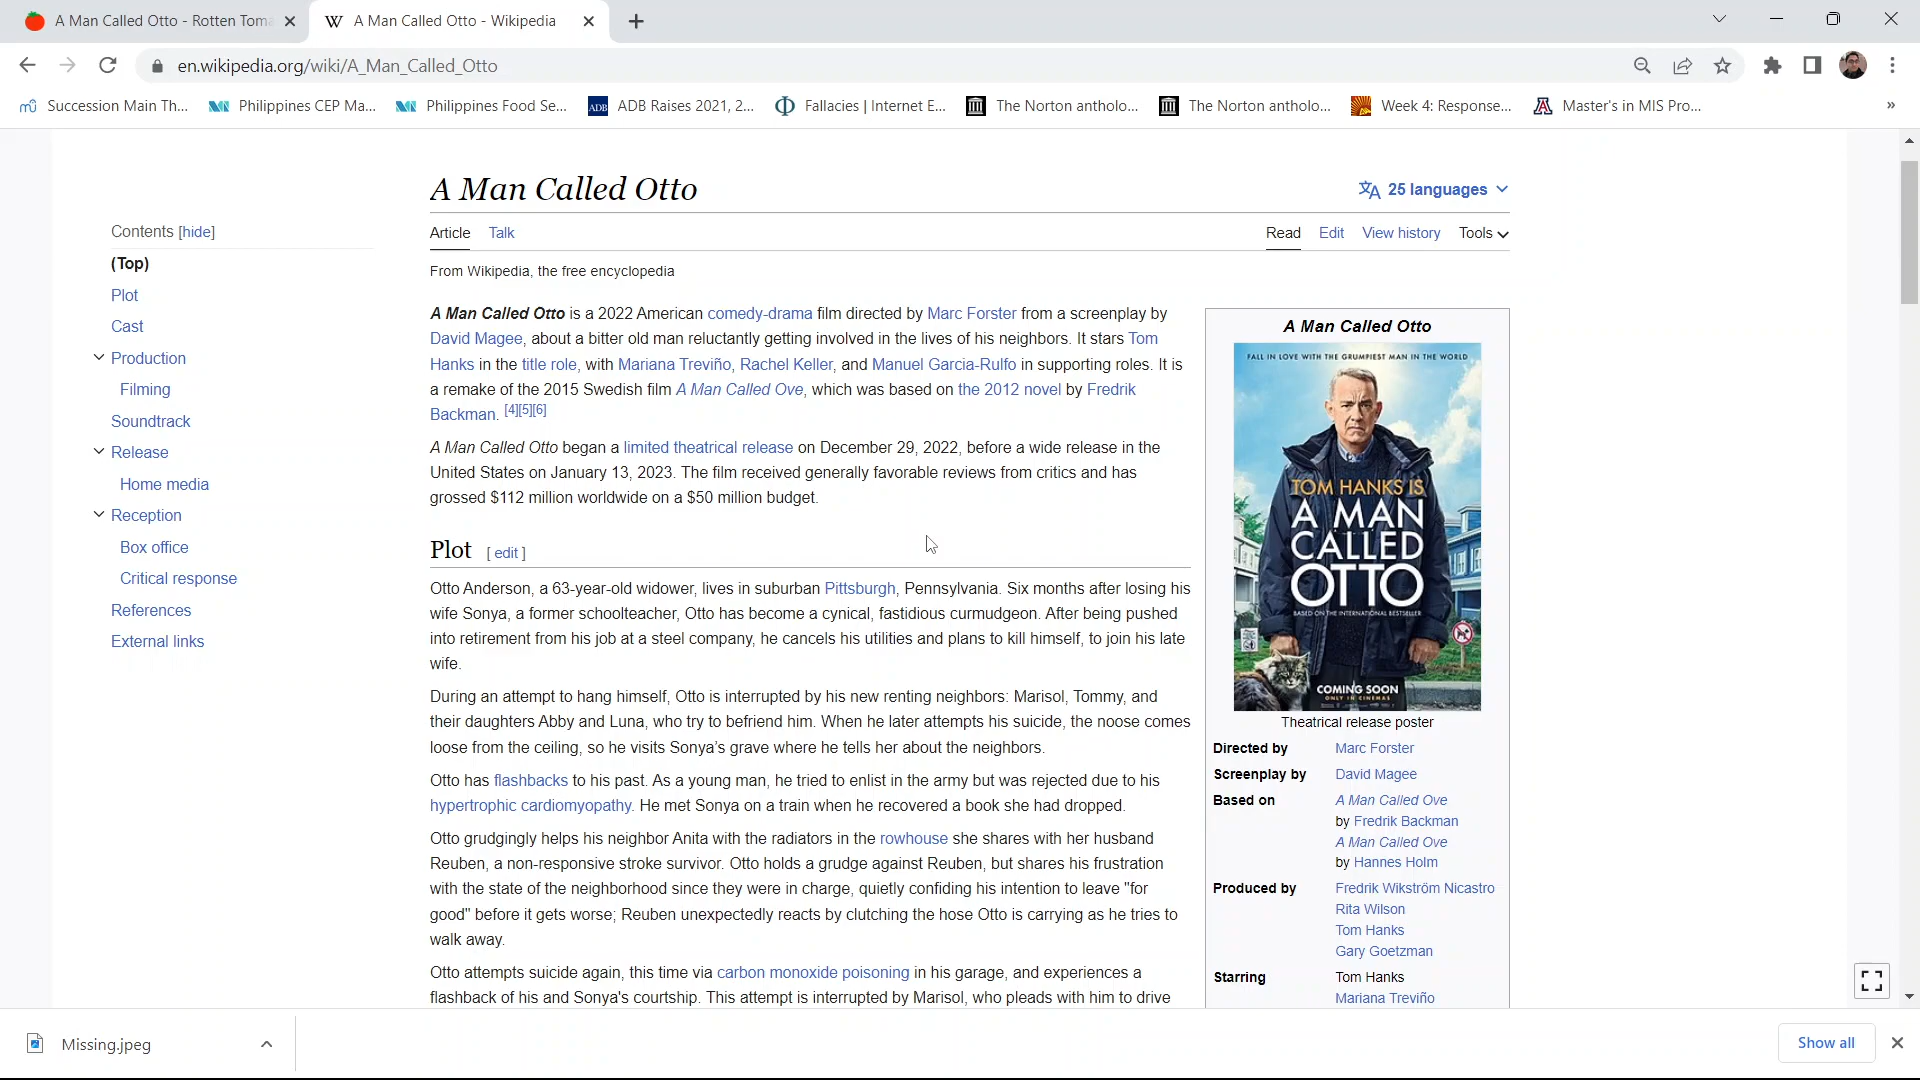 A Man Called Otto - Rotten Toma
A Man Called Otto - Wikipedia
en.wikipedia.org/wiki/A_Man_Called_Otto
Succession Main Th...
Philippines CEP Ma...
Philippines Food Se...
ADB
ADB Raises 2021, 2...
Fallacies | Internet E...
The Norton antholo...
The Norton antholo...
Week 4: Response...
Master's in MIS Pro...
»
A Man Called Otto
25 languages
Contents [hide]
(Top)
Plot
Cast
Production
Filming
Soundtrack
Release
Home media
Reception
Box office
Critical response
References
External links
Article Talk
Read Edit View history Tools
From Wikipedia, the free encyclopedia
A Man Called Otto is a 2022 American comedy-drama film directed by Marc Forster from a screenplay by
David Magee, about a bitter old man reluctantly getting involved in the lives of his neighbors. It stars Tom
Hanks in the title role, with Mariana Treviño, Rachel Keller, and Manuel Garcia-Rulfo in supporting roles. It is
a remake of the 2015 Swedish film A Man Called Ove, which was based on the 2012 novel by Fredrik
Backman. [4][5][6]
A Man Called Otto began a limited theatrical release on December 29, 2022, before a wide release in the
United States on January 13, 2023. The film received generally favorable reviews from critics and has
grossed $112 million worldwide on a $50 million budget.
Plot [ edit ]
Otto Anderson, a 63-year-old widower, lives in suburban Pittsburgh, Pennsylvania. Six months after losing his
wife Sonya, a former schoolteacher, Otto has become a cynical, fastidious curmudgeon. After being pushed
into retirement from his job at a steel company, he cancels his utilities and plans to kill himself, to join his late
wife.
During an attempt to hang himself, Otto is interrupted by his new renting neighbors: Marisol, Tommy, and
their daughters Abby and Luna, who try to befriend him. When he later attempts his suicide, the noose comes
loose from the ceiling, so he visits Sonya's grave where he tells her about the neighbors.
Otto has flashbacks to his past. As a young man, he tried to enlist in the army but was rejected due to his
hypertrophic cardiomyopathy. He met Sonya on a train when he recovered a book she had dropped.
Otto grudgingly helps his neighbor Anita with the radiators in the rowhouse she shares with her husband
Reuben, a non-responsive stroke survivor. Otto holds a grudge against Reuben, but shares his frustration
with the state of the neighborhood since they were in charge, quietly confiding his intention to leave "for
good" before it gets worse; Reuben unexpectedly reacts by clutching the hose Otto is carrying as he tries to
walk away.
Otto attempts suicide again, this time via carbon monoxide poisoning in his garage, and experiences a
flashback of his and Sonya's courtship. This attempt is interrupted by Marisol, who pleads with him to drive
A Man Called Otto
FALL IN LOVE WITH THE GRUMPIEST MAN IN THE WORLD
TOM HANKS IS
A MAN
CALLED
OTTO
BASED ON THE INTERNATIONAL BESTSELLER
COMING SOON
ONLY IN CINEMAS
Theatrical release poster
Directed by Marc Forster
Screenplay by David Magee
Based on A Man Called Ove
by Fredrik Backman
A Man Called Ove
by Hannes Holm
Produced by Fredrik Wikström Nicastro
Rita Wilson
Tom Hanks
Gary Goetzman
Starring Tom Hanks
Mariana Treviño
Missing.jpeg
Show all